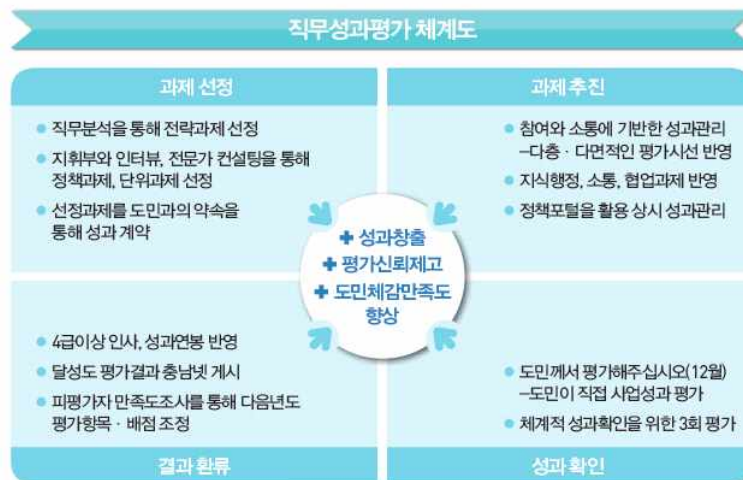 직무성과평가 체계도
과제 선정
● 직무분석을 통해 전략과제 선정
● 지휘부와 인터뷰, 전문가 컨설팅을 통해
정책과제, 단위과제 선정
● 선정과제를 도민과의 약속을
통해 성과 계약
과제 추진
● 참여와 소통에 기반한 성과관리
–다층 · 다면적인 평가시선 반영
● 지식행정, 소통, 협업과제 반영
● 정책포털을 활용 상시 성과관리
+ 성과창출
+ 평가신뢰제고
+ 도민체감만족도
향상
● 4급이상 인사, 성과연봉 반영
● 달성도 평가결과 충남넷 게시
● 피평가자 만족도조사를 통해 다음년도
평가항목 · 배점 조정
결과 환류
● 도민께서 평가해주십시오(12월)
–도민이 직접 사업성과 평가
● 체계적 성과확인을 위한 3회 평가
성과 확인